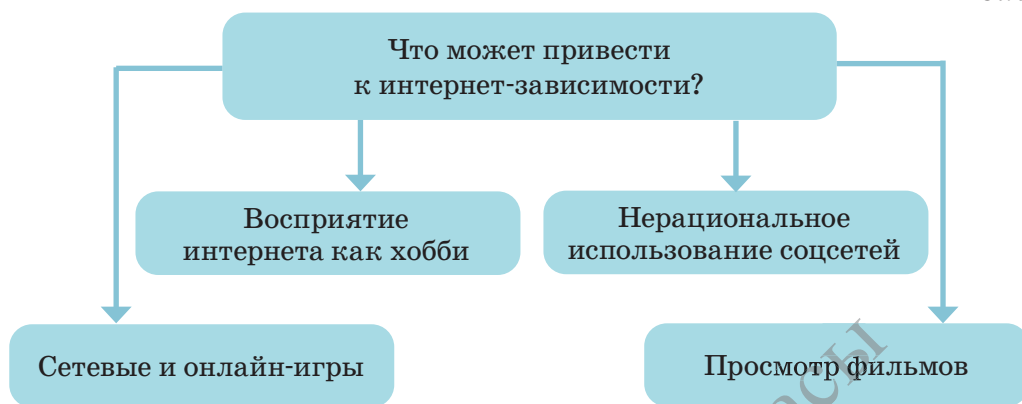 Что может привести
к интернет-зависимости?
Восприятие
интернета как хобби
Нерациональное
использование соцсетей
Сетевые и онлайн-игры
Просмотр фильмов